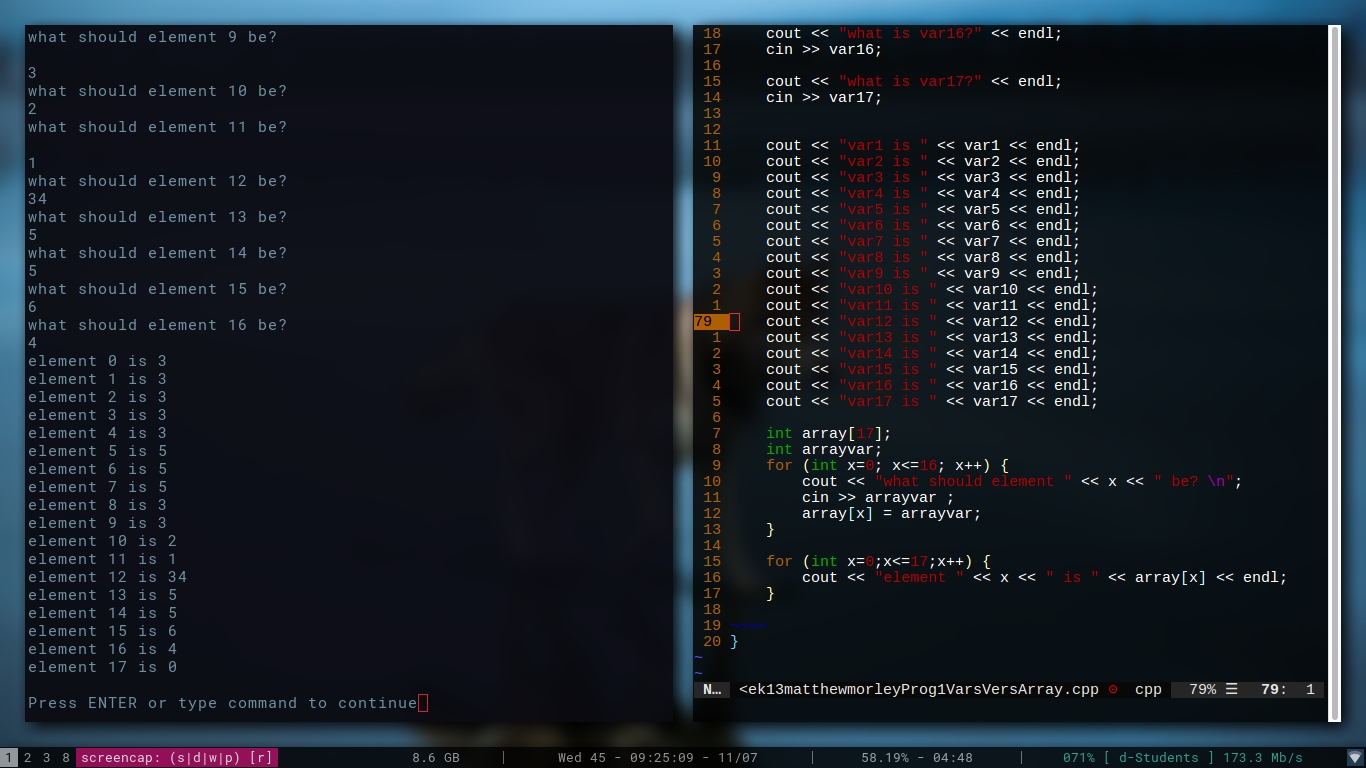 what should element 9 be?
3
what should element 10 be?
2
what should element 11 be?
1
what should element 12 be?
34
what should element 13 be?
5
what should element 14 be?
5
what should element 15 be?
6
what should element 16 be?
4
element 0 is 3
element 1 is 3
element 2 is 3
element 3 is 3
element 4 is 3
element 5 is 5
element 6 is 5
element 7 is 5
element 8 is 3
element 9 is 3
element 10 is 2
element 11 is 1
element 12 is 34
element 13 is 5
element 14 is 5
element 15 is 6
element 16 is 4
element 17 is 0
Press ENTER or type command to continue
18 cout << "what is var16?" << endl;
17 cin >> var16;
16
15 cout << "what is var17?" << endl;
14 cin >> var17;
13
12
11 cout << "var1 is " << var1 << endl;
10 cout << "var2 is " << var2 << endl;
9 cout << "var3 is " << var3 << endl;
8 cout << "var4 is " << var4 << endl;
7 cout << "var5 is " << var5 << endl;
6 cout << "var6 is " << var6 << endl;
5 cout << "var7 is " << var7 << endl;
4 cout << "var8 is " << var8 << endl;
3 cout << "var9 is " << var9 << endl;
2 cout << "var10 is " << var10 << endl;
1 cout << "var11 is " << var11 << endl;
79 cout << "var12 is " << var12 << endl;
1 cout << "var13 is " << var13 << endl;
2 cout << "var14 is " << var14 << endl;
3 cout << "var15 is " << var15 << endl;
4 cout << "var16 is " << var16 << endl;
5 cout << "var17 is " << var17 << endl;
6
7 int array[17];
8 int arrayvar;
9 for (int x=0; x<=16; x++) {
10 cout << "what should element " << x << " be? \n";
11 cin >> arrayvar ;
12 array[x] = arrayvar;
13 }
14
15 for (int x=0;x<=17;x++) {
16 cout << "element " << x << " is " << array[x] << endl;
17 }
18
19 ~~~~
20 }
~
~
N… <ek13matthewmorleyProg1VarsVersArray.cpp ⊙ cpp 79% ☰ 79: 1
1 2 3 8 screencap: (s|d|w|p) [r] 8.6 GB | Wed 45 - 09:25:09 - 11/07 | 58.19% - 04:48 | 071% [ d-Students ] 173.3 Mb/s